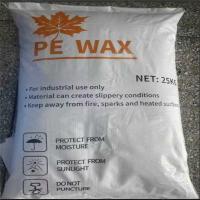 PE WAX
NET: 25KG
• For industrial use only
• Material can create slippery conditions
• Keep away from fire, sparks and heated
PROTECT FROM
MOISTURE
PROTECT FROM
SUNLIGHT
DO NOT
PUNCTURE